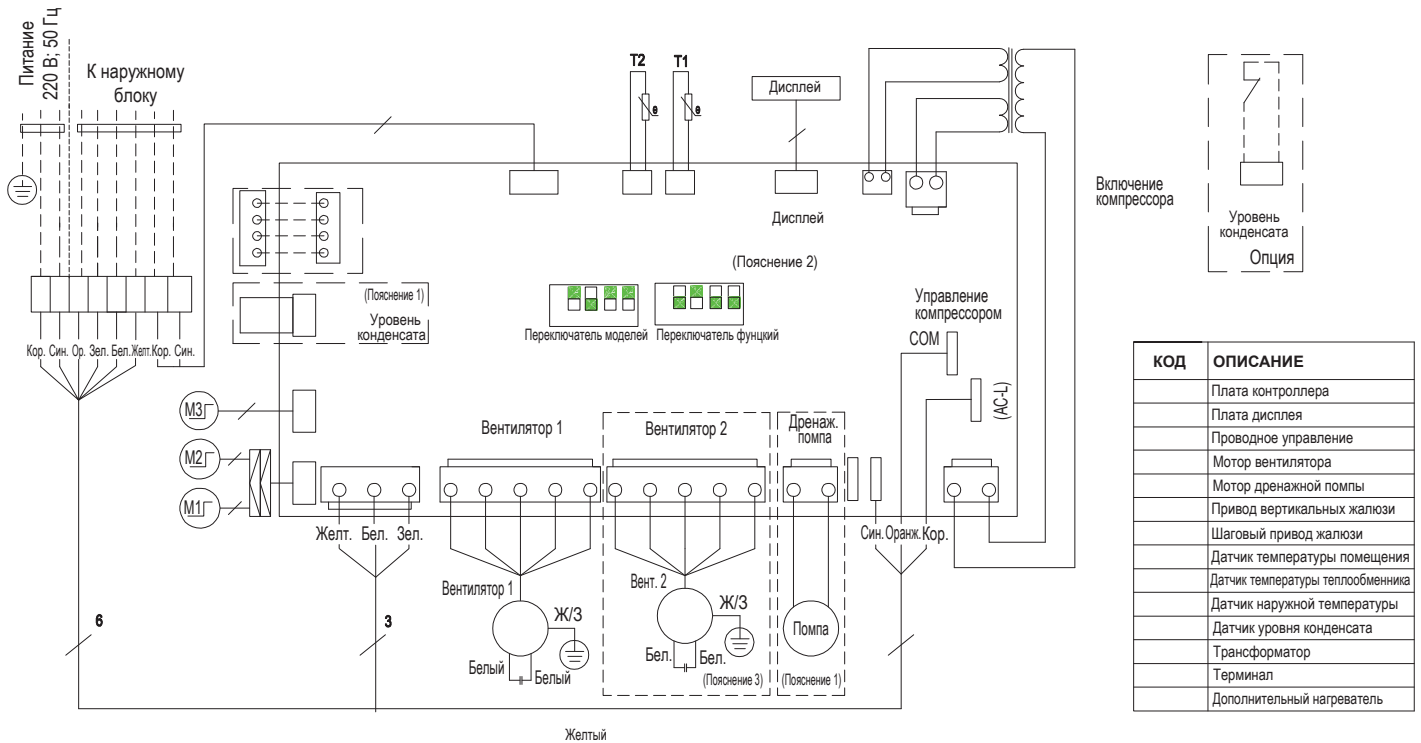 Питание
220 В; 50 Гц
К наружному
блоку
T2
T1
θ
θ
Дисплей
Дисплей
Включение
компрессора
Уровень
конденсата
Опция
(Пояснение 2)
(Пояснение 1)
Уровень
конденсата
Переключатель моделей
Переключатель фунцкий
Управление
компрессором
COM
(AC-L)
Кор. Син. Ор. Зел. Бел. Желт. Кор. Син.
M3
M2
M1
Вентилятор 1
Вентилятор 2
Дренаж.
помпа
Желт. Бел. Зел.
Син. Оранж. Кор.
Вентилятор 1
Ж/З
Белый
Белый
Вент. 2
Ж/З
Бел.
Бел.
(Пояснение 3)
Помпа
(Пояснение 1)
6
3
Желтый
КОД ОПИСАНИЕ
Плата контроллера
Плата дисплея
Проводное управление
Мотор вентилятора
Мотор дренажной помпы
Привод вертикальных жалюзи
Шаговый привод жалюзи
Датчик температуры помещения
Датчик температуры теплообменника
Датчик наружной температуры
Датчик уровня конденсата
Трансформатор
Терминал
Дополнительный нагреватель